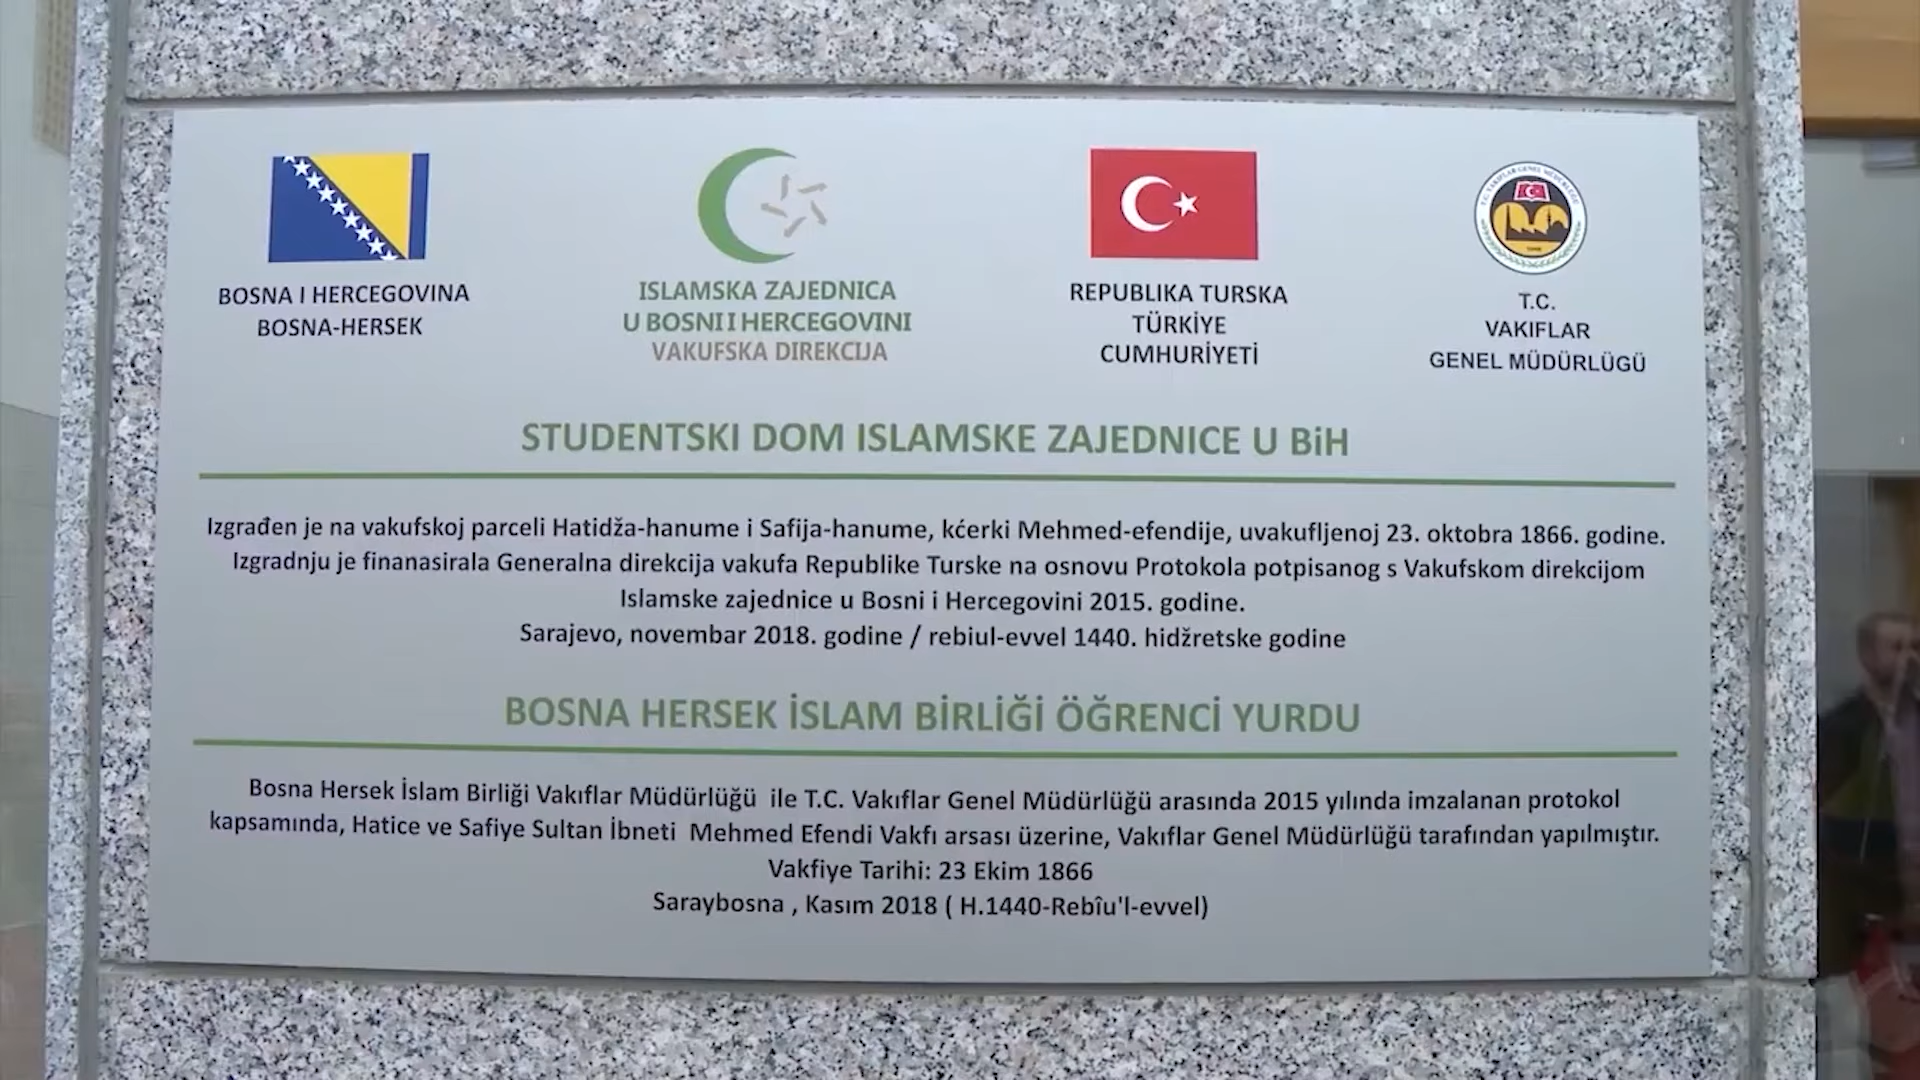 BOSNA I HERCEGOVINA
BOSNA-HERSEK
ISLAMSKA ZAJEDNICA
U BOSNI I HERCEGOVINI
VAKUFSKA DIREKCIJA
REPUBLIKA TURSKA
TÜRKİYE
CUMHURİYETİ
T.C. VAKIFLAR GENEL MÜDÜRLÜĞÜ
T.C.
VAKIFLAR
GENEL MÜDÜRLÜGÜ
STUDENTSKI DOM ISLAMSKE ZAJEDNICE U BiH
Izgrađen je na vakufskoj parceli Hatidža-hanume i Safija-hanume, kćerki Mehmed-efendije, uvakufljenoj 23. oktobra 1866. godine.
Izgradnju je finanasirala Generalna direkcija vakufa Republike Turske na osnovu Protokola potpisanog s Vakufskom direkcijom
Islamske zajednice u Bosni i Hercegovini 2015. godine.
Sarajevo, novembar 2018. godine / rebiul-evvel 1440. hidžretske godine
BOSNA HERSEK İSLAM BİRLİĞİ ÖĞRENCİ YURDU
Bosna Hersek İslam Birliği Vakıflar Müdürlüğü ile T.C. Vakıflar Genel Müdürlüğü arasında 2015 yılında imzalanan protokol
kapsamında, Hatice ve Safiye Sultan İbneti Mehmed Efendi Vakfı arsası üzerine, Vakıflar Genel Müdürlüğü tarafından yapılmıştır.
Vakfiye Tarihi: 23 Ekim 1866
Saraybosna , Kasım 2018 ( H.1440-Rebîu'l-evvel)